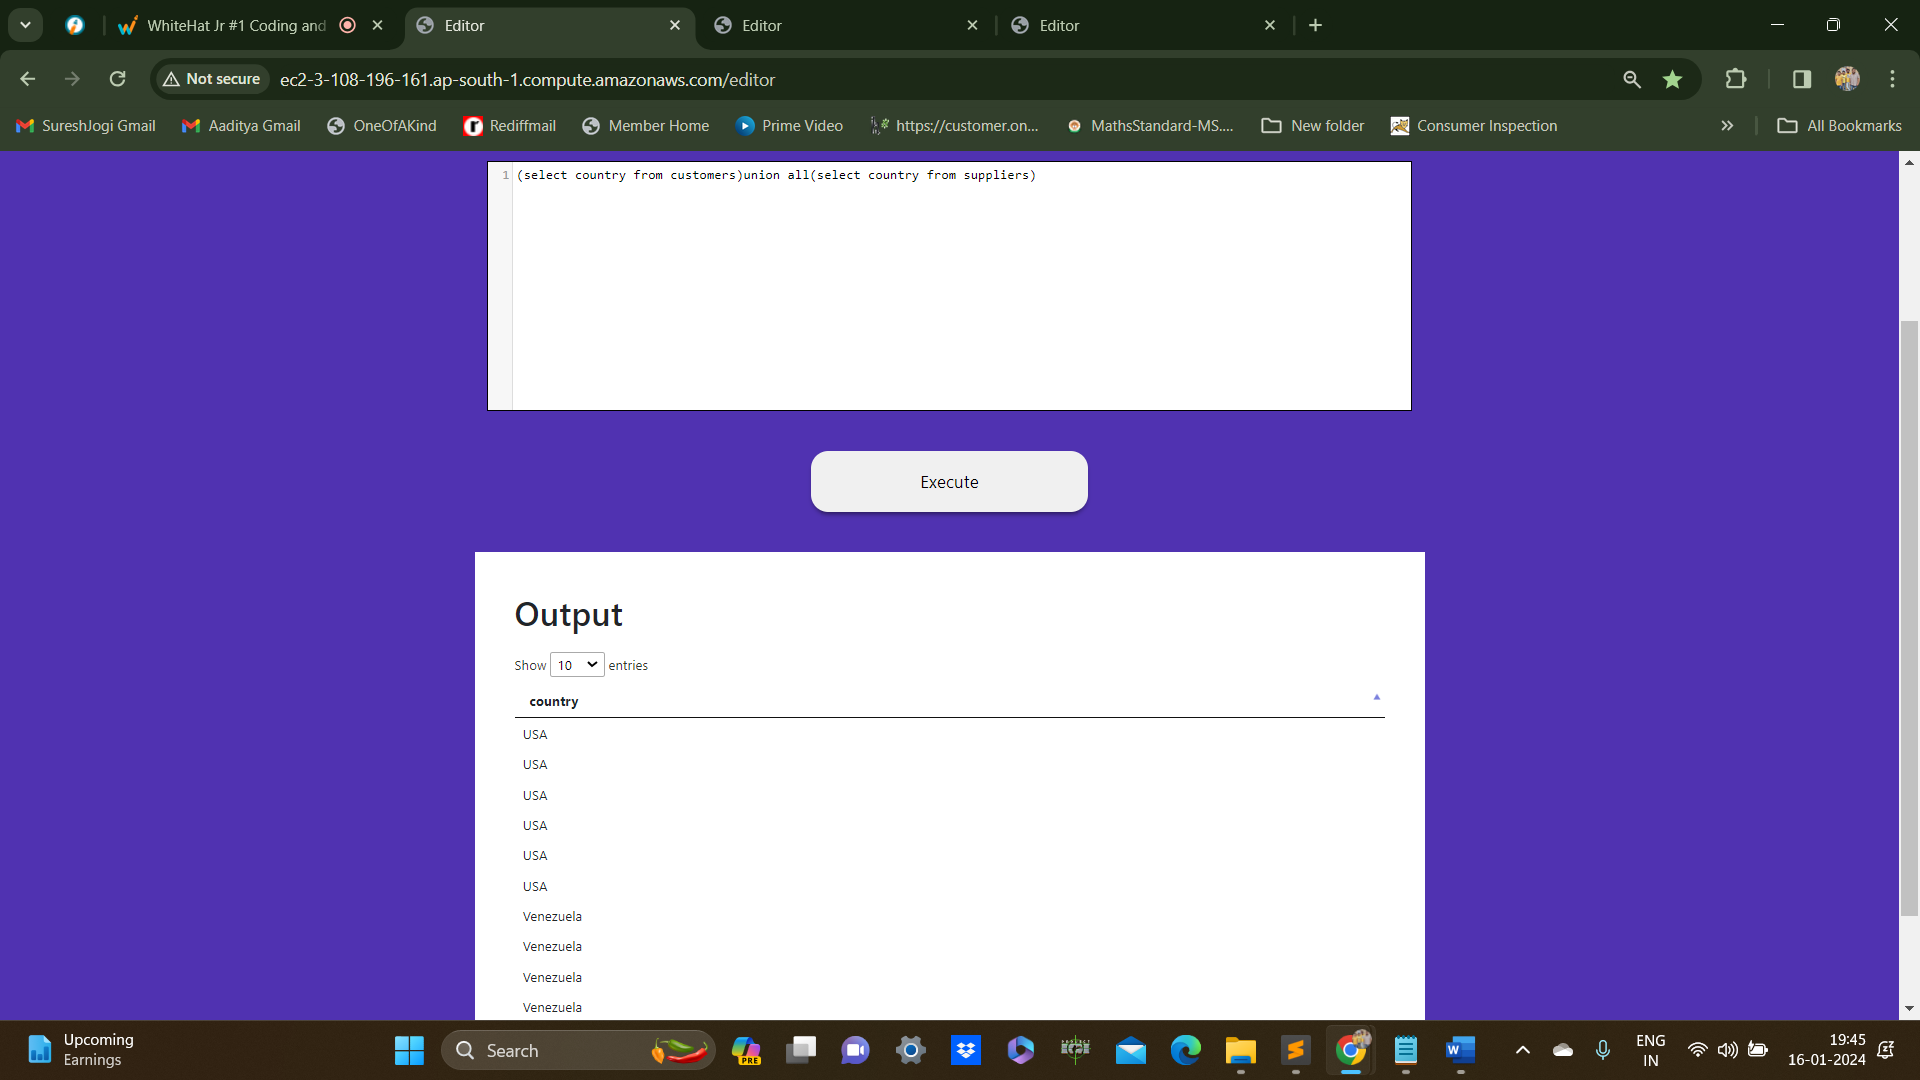 WhiteHat Jr #1 Coding and
Editor
Editor
Editor
Not secure
ec2-3-108-196-161.ap-south-1.compute.amazonaws.com/editor
SureshJogi Gmail
Aaditya Gmail
OneOfAKind
Rediffmail
Member Home
Prime Video
https://customer.on...
MathsStandard-MS....
New folder
Consumer Inspection
All Bookmarks
1 (select country from customers)union all(select country from suppliers)
Execute
Output
Show 10 entries
country
USA
USA
USA
USA
USA
USA
Venezuela
Venezuela
Venezuela
Venezuela
Upcoming
Earnings
Search
PRE
ENG
IN
19:45
16-01-2024